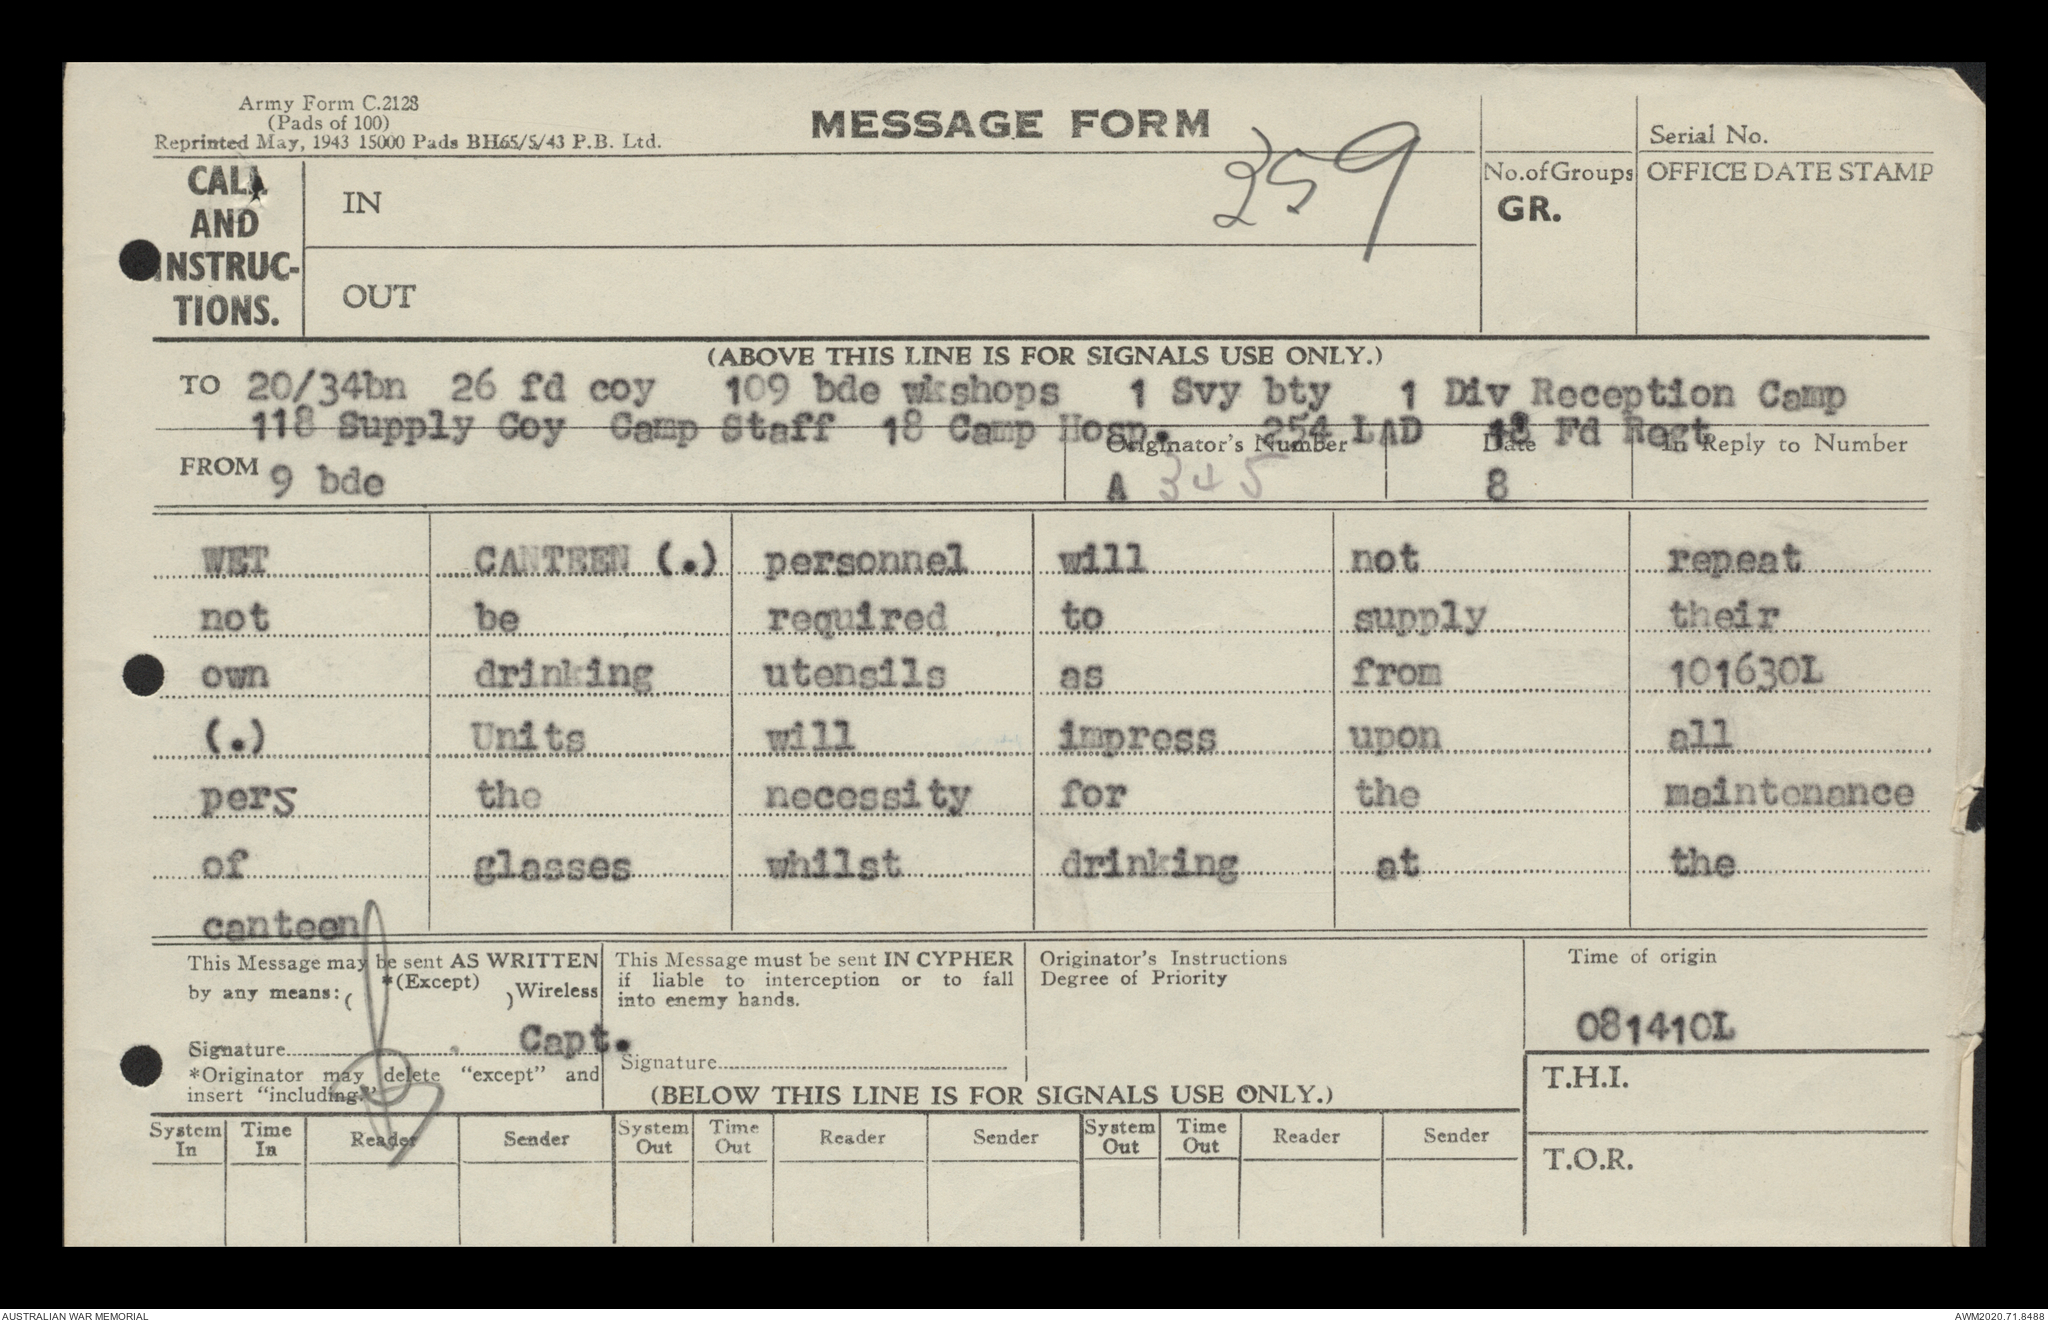 Army Form C.2128
(Pads of 100)
Reprinted May, 1943 15000 Pads BH65/5/43 P.B. Ltd.
MESSAGE FORM
359
Serial No.
CALL AND INSTRUC-TIONS.
IN
OUT
No.of Groups
GR.
OFFICE DATE STAMP
(ABOVE THIS LINE IS FOR SIGNALS USE ONLY.)
TO 20/34bn 26 fd coy 109 bde wkshops 1 Svy bty 1 Div Reception Camp
118 Supply Coy Camp Staff 18 Camp Hosp. 254 LAD 18 Fd Regt
FROM 9 bde
Originator's Number
A 345
Date
8
In Reply to Number
WET CANTEEN (.) personnel will not repeat
not be required to supply their
own drinking utensils as from 101630L
(.) Units will impress upon all
pers the necessity for the maintenance
of glasses whilst drinking at the
canteen
This Message may be sent AS WRITTEN
by any means: ( *(Except) ) Wireless
Signature Capt.
*Originator may delete "except" and
insert "including."
This Message must be sent IN CYPHER
if liable to interception or to fall
into enemy hands.
Signature
Originator's Instructions
Degree of Priority
Time of origin
081410L
T.H.I.
T.O.R.
(BELOW THIS LINE IS FOR SIGNALS USE ONLY.)
System In Time In Reader Sender System Out Time Out Reader Sender System Out Time Out Reader Sender
AUSTRALIAN WAR MEMORIAL
AWM2020.71.8488